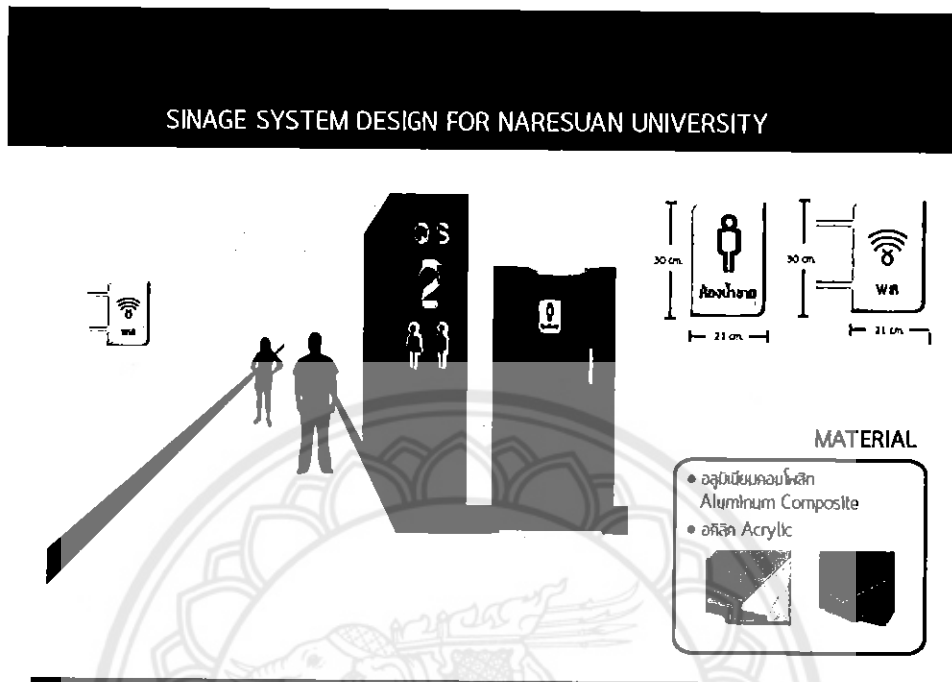 SINAGE SYSTEM DESIGN FOR NARESUAN UNIVERSITY
QS
2
Wifi
30 cm.
ห้องน้ำชาย
21 cm.
30 cm.
Wifi
21 cm.
MATERIAL
• อลูมิเนียมคอมโพสิท
Aluminum Composite
• อคิลิค Acrylic